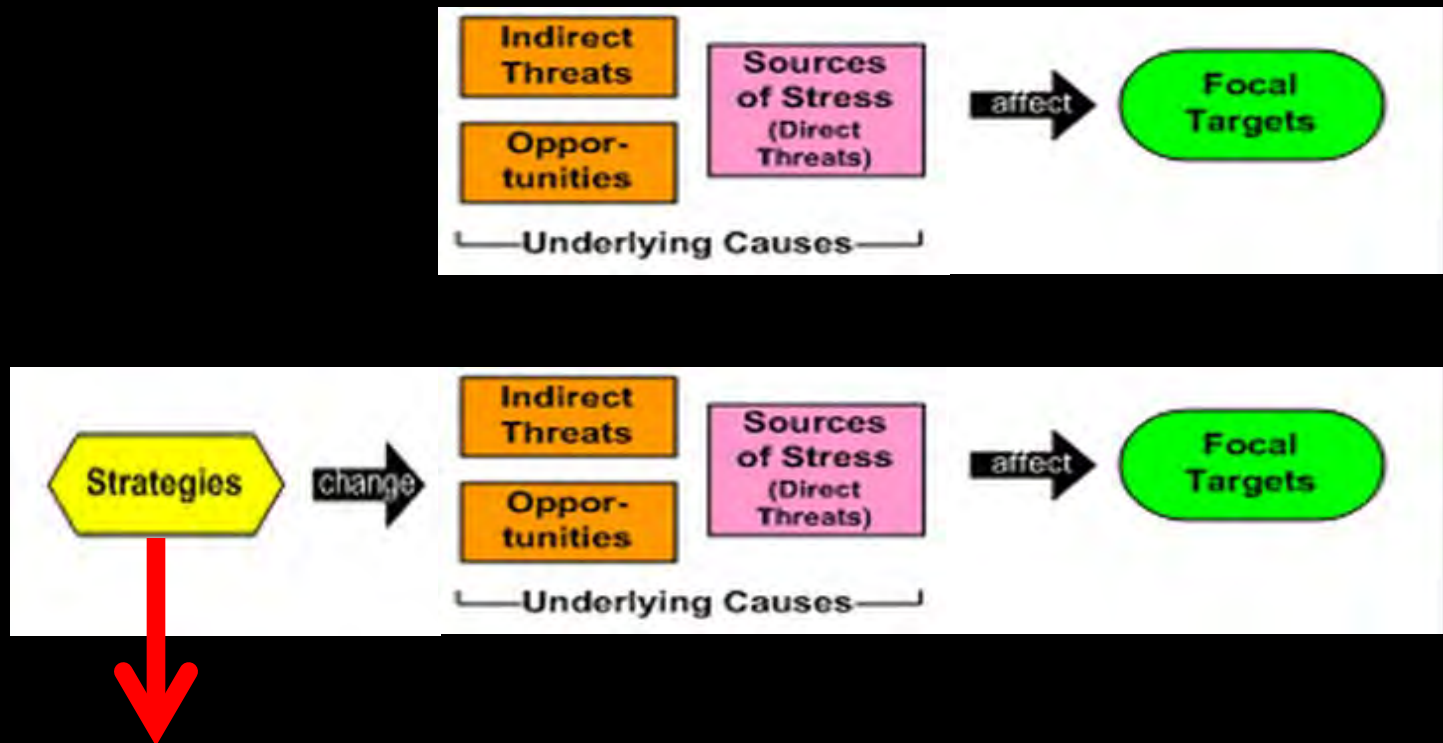 Indirect
Threats
Oppor-
tunities
Sources
of Stress
(Direct
Threats)
Underlying Causes
affect
Focal
Targets
Strategies
change
Indirect
Threats
Oppor-
tunities
Sources
of Stress
(Direct
Threats)
Underlying Causes
affect
Focal
Targets